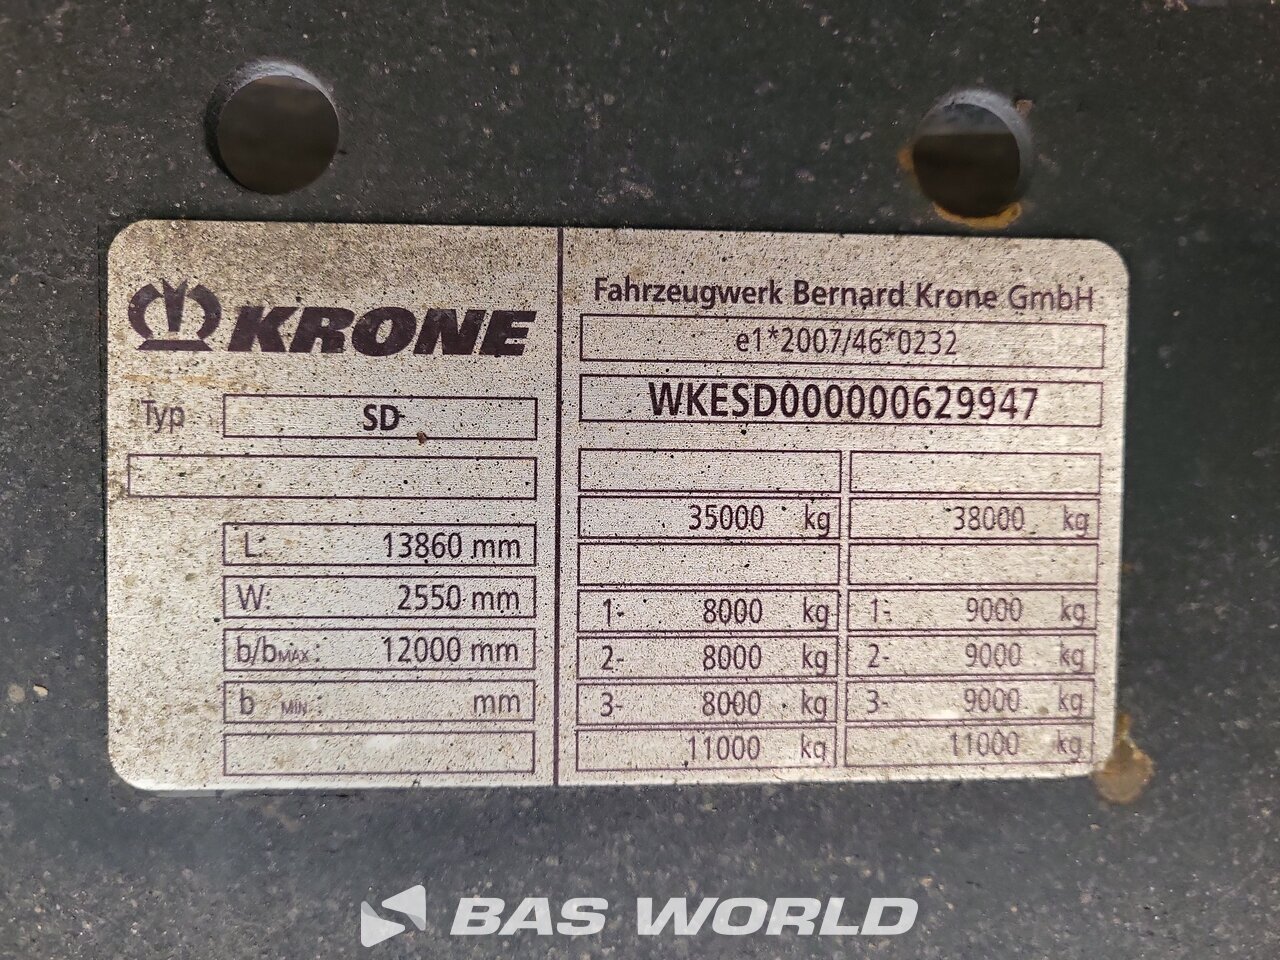 KRONE
Typ SD
L: 13860 mm
W: 2550 mm
b/bMAX: 12000 mm
b MIN: mm
Fahrzeugwerk Bernard Krone GmbH
e1*2007/46*0232
WKESD000000629947
35000 kg 38000 kg
1- 8000 kg 1- 9000 kg
2- 8000 kg 2- 9000 kg
3- 8000 kg 3- 9000 kg
11000 kg 11000 kg
BAS WORLD